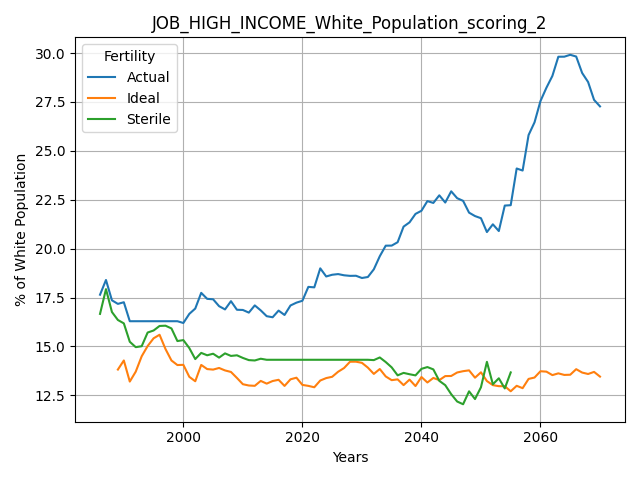 JOB_HIGH_INCOME_White_Population_scoring_2
Fertility
Actual
Ideal
Sterile
% of White Population
30.0
27.5
25.0
22.5
20.0
17.5
15.0
12.5
2000
2020
2040
2060
Years